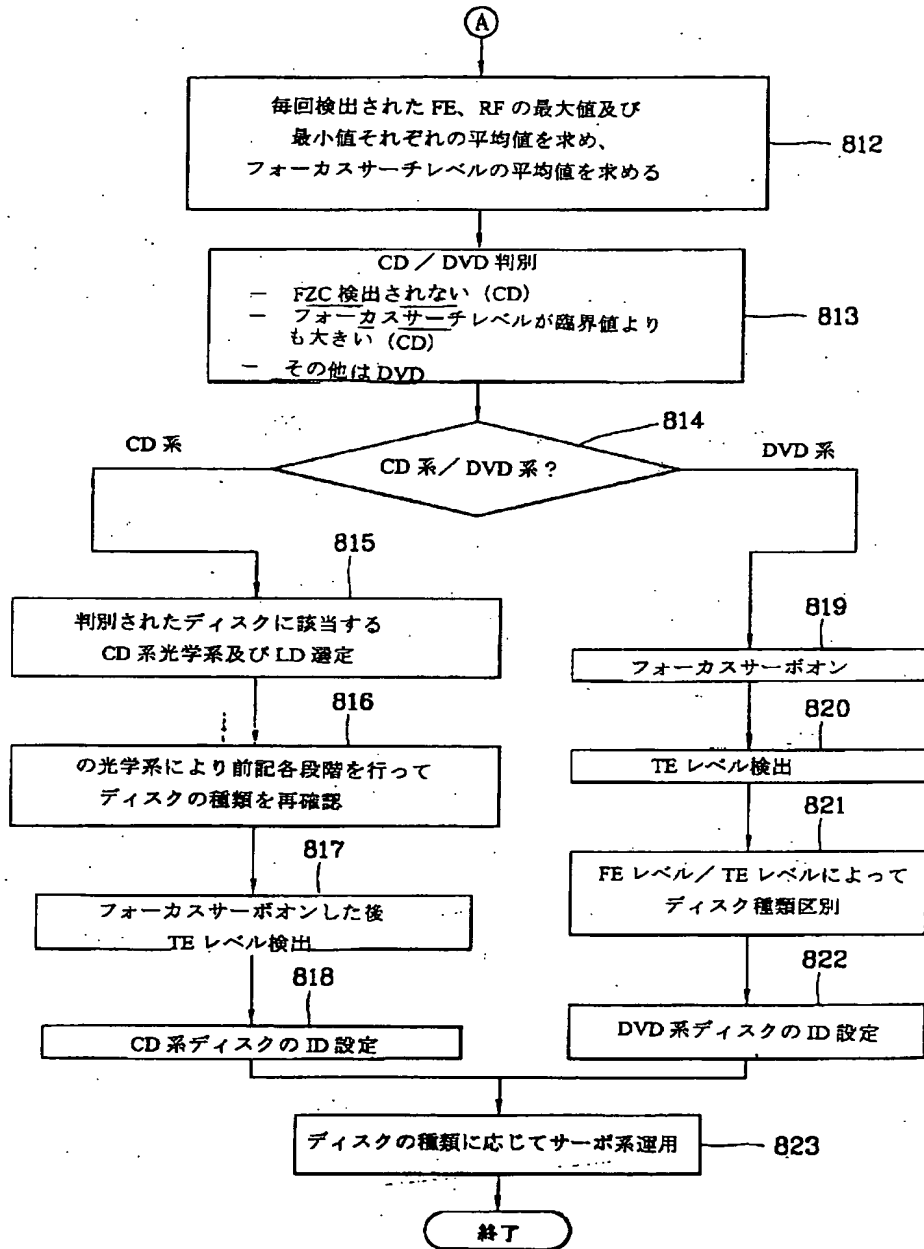 A
毎回検出された FE、RF の最大値及び
最小値それぞれの平均値を求め、
フォーカスサーチレベルの平均値を求める
812
CD ／ DVD 判別
－ FZC 検出されない (CD)
－ フォーカスサーチレベルが臨界値より
も大きい (CD)
－ その他は DVD
813
814
CD 系
CD 系／ DVD 系？
DVD 系
815
判別されたディスクに該当する
CD 系光学系及び LD 選定
816
の光学系により前記各段階を行って
ディスクの種類を再確認
817
フォーカスサーボオンした後
TE レベル検出
818
CD 系ディスクの ID 設定
819
フォーカスサーボオン
820
TE レベル検出
821
FE レベル／ TE レベルによって
ディスク種類区別
822
DVD 系ディスクの ID 設定
ディスクの種類に応じてサーボ系運用
823
終了